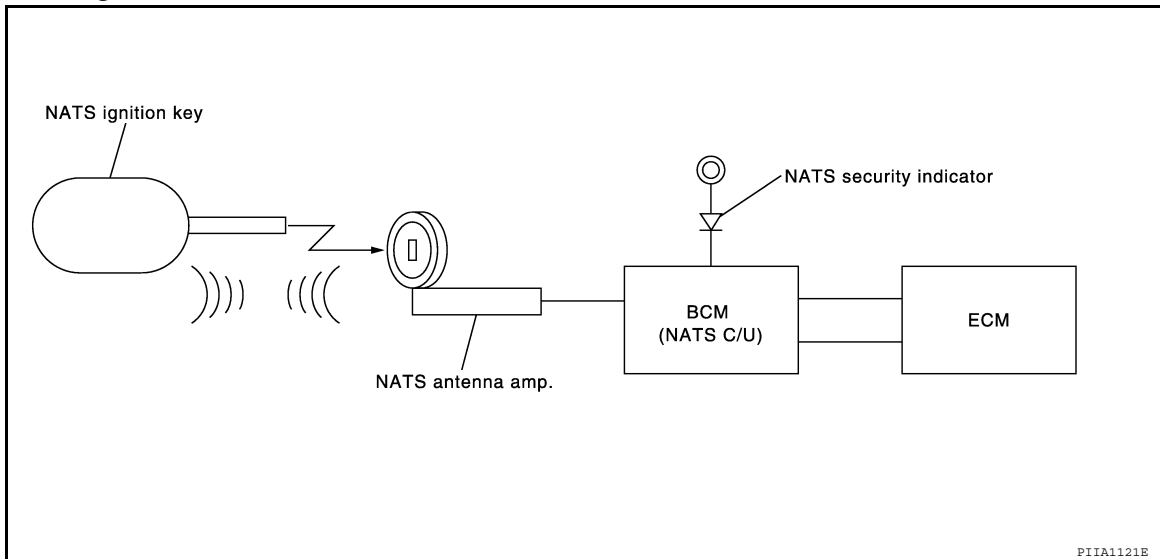 NATS ignition key
NATS security indicator
BCM
(NATS C/U)
ECM
NATS antenna amp.
PIIA1121E